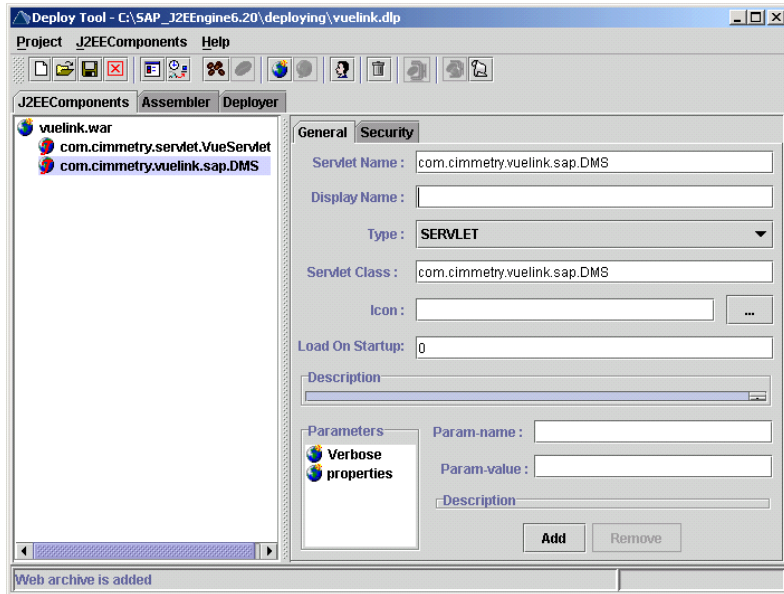 Deploy Tool - C:\SAP_J2EEngine6.20\deploying\vuelink.dlp
Project J2EEComponents Help
J2EEComponents Assembler Deployer
vuelink.war
com.cimmetry.servlet.VueServlet
com.cimmetry.vuelink.sap.DMS
General Security
Servlet Name : com.cimmetry.vuelink.sap.DMS
Display Name :
Type : SERVLET
Servlet Class : com.cimmetry.vuelink.sap.DMS
Icon : ...
Load On Startup: 0
Description
Parameters
Verbose
properties
Param-name :
Param-value :
Description
Add Remove
Web archive is added